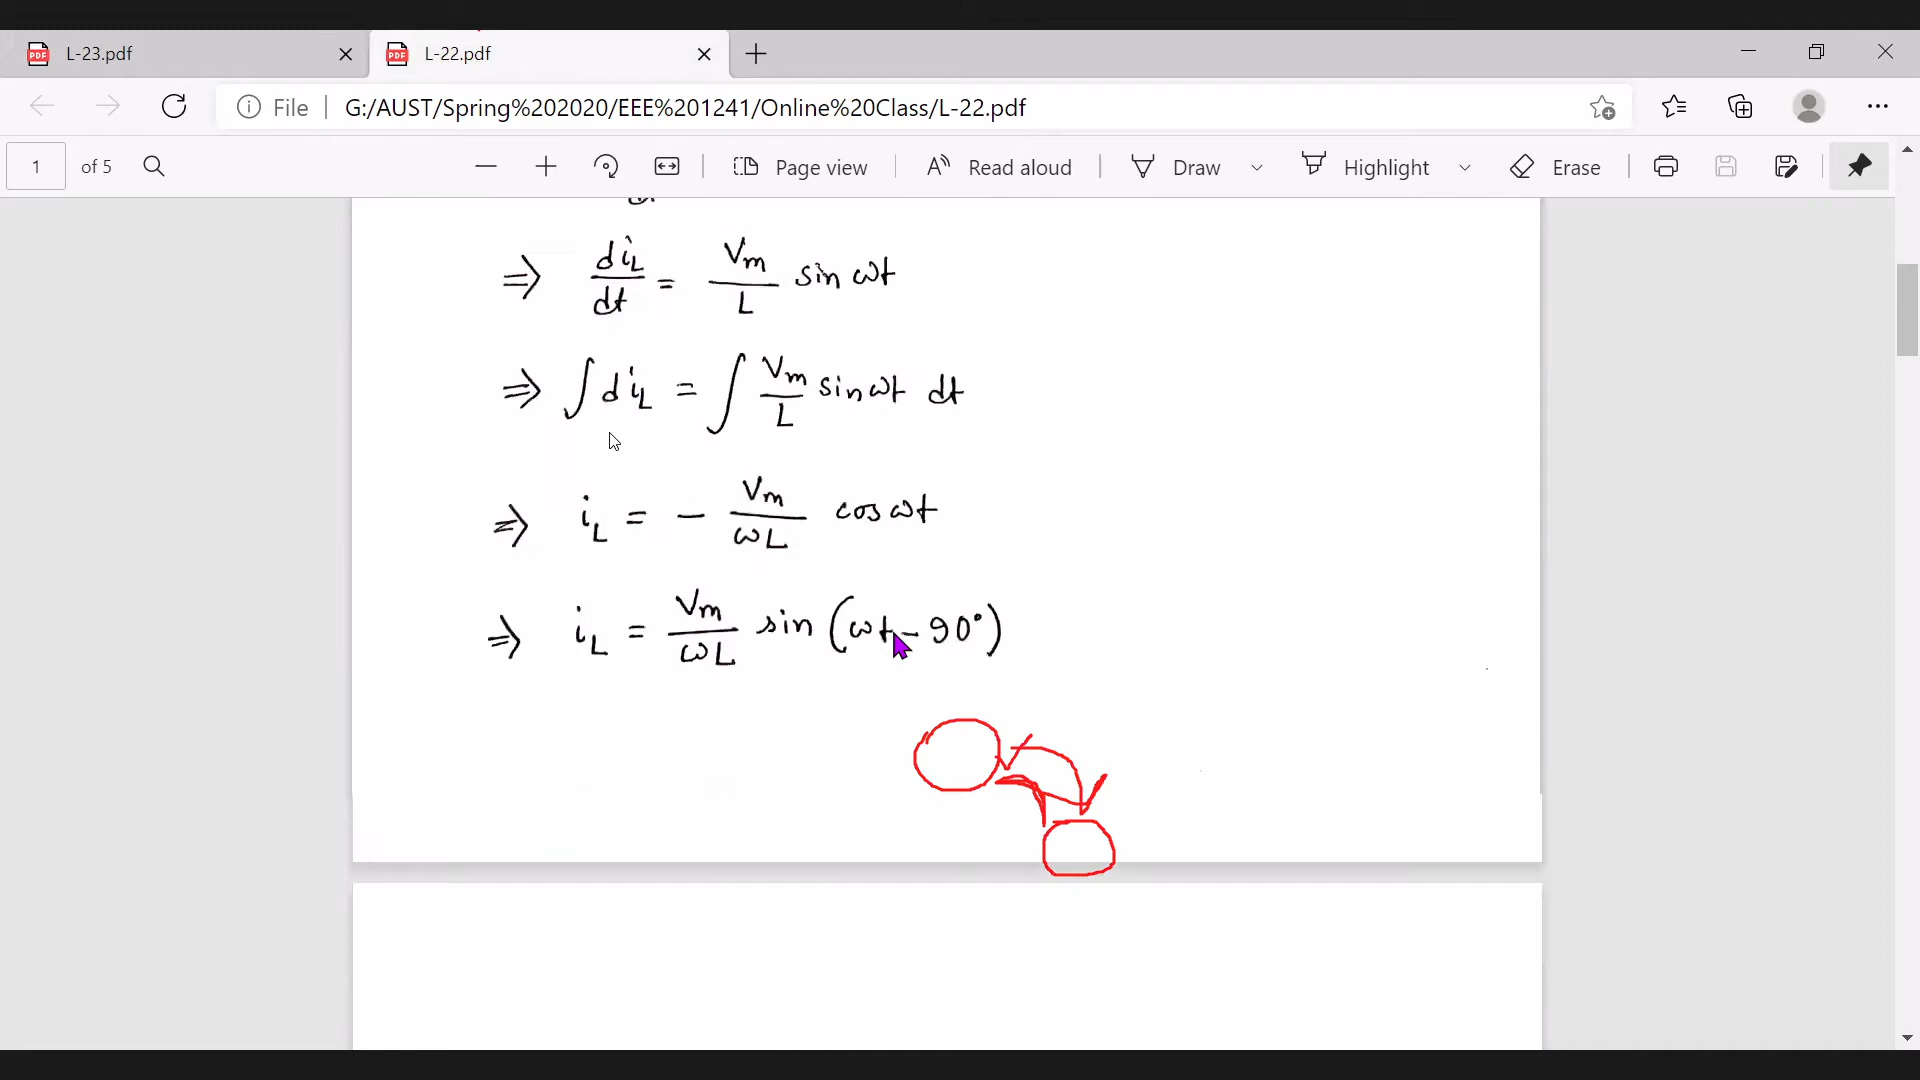 L-23.pdf
L-22.pdf
File
G:/AUST/Spring%202020/EEE%201241/Online%20Class/L-22.pdf
1 of 5
Page view
Read aloud
Draw
Highlight
Erase
⇒ di_L/dt = V_m/L sin ωt
⇒ ∫ di_L = ∫ V_m/L sin ωt dt
⇒ i_L = - V_m/ωL cos ωt
⇒ i_L = V_m/ωL sin (ωt - 90°)